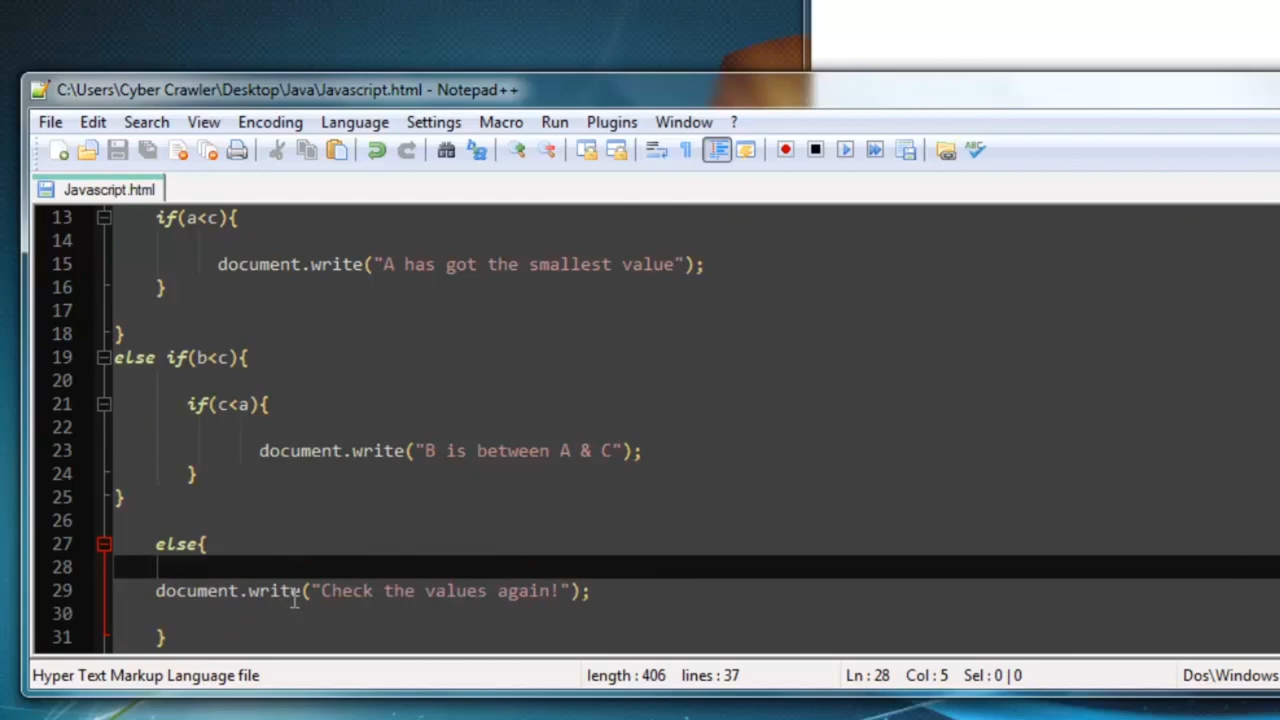 C:\Users\Cyber Crawler\Desktop\Java\Javascript.html - Notepad++
File Edit Search View Encoding Language Settings Macro Run Plugins Window ?
ABC
Javascript.html
13 if(a<c){
14
15 document.write("A has got the smallest value");
16 }
17
18 }
19 else if(b<c){
20
21 if(c<a){
22
23 document.write("B is between A & C");
24 }
25 }
26
27 else{
28
29 document.write("Check the values again!");
30
31 }
Hyper Text Markup Language file length : 406 lines : 37 Ln : 28 Col : 5 Sel : 0 | 0 Dos\Windows